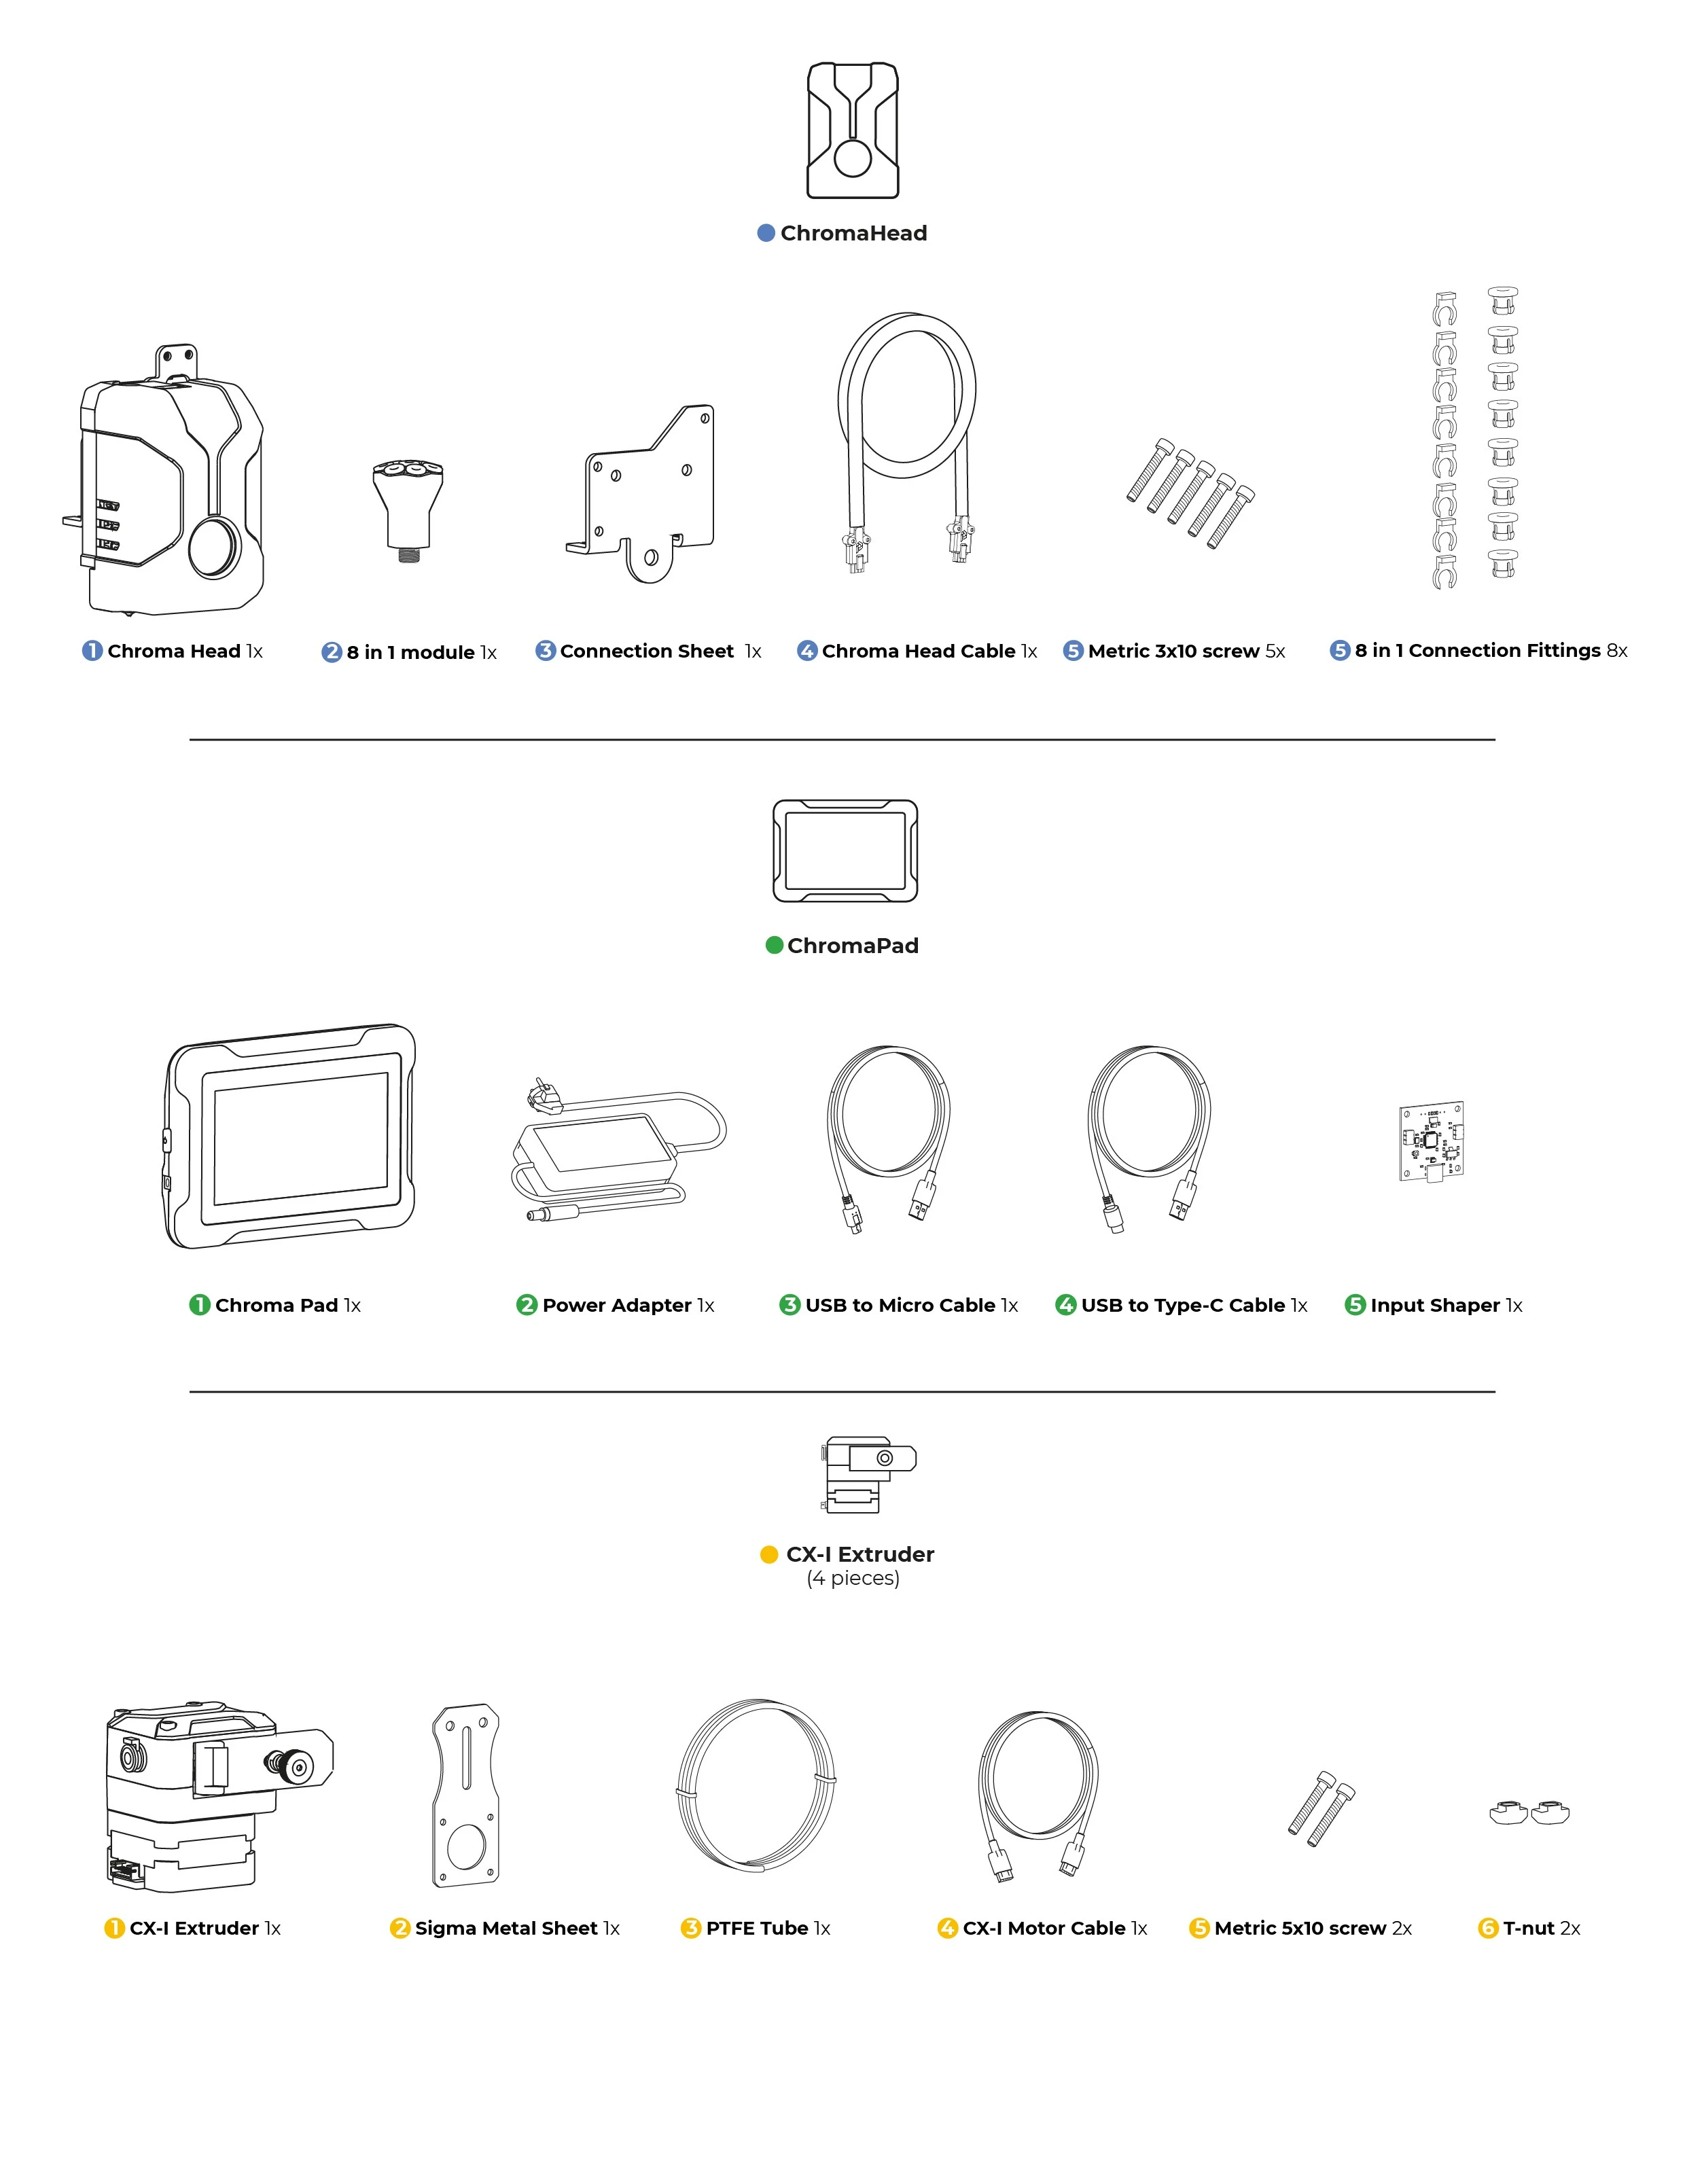 ChromaHead
1 Chroma Head 1x
2 8 in 1 module 1x
3 Connection Sheet 1x
4 Chroma Head Cable 1x
5 Metric 3x10 screw 5x
5 8 in 1 Connection Fittings 8x
ChromaPad
1 Chroma Pad 1x
2 Power Adapter 1x
3 USB to Micro Cable 1x
4 USB to Type-C Cable 1x
5 Input Shaper 1x
CX-I Extruder
(4 pieces)
1 CX-I Extruder 1x
2 Sigma Metal Sheet 1x
3 PTFE Tube 1x
4 CX-I Motor Cable 1x
5 Metric 5x10 screw 2x
6 T-nut 2x